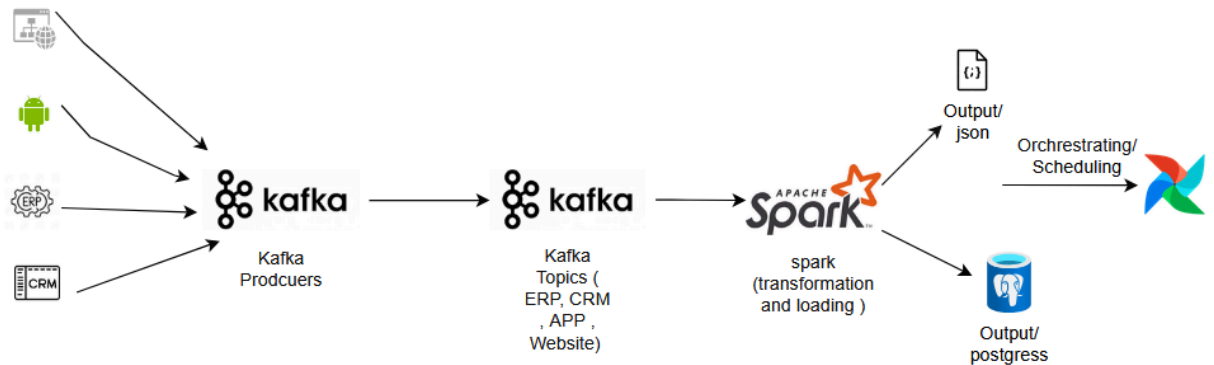 ERP
CRM
kafka
Kafka
Prodcuers
kafka
Kafka
Topics (
ERP, CRM
, APP ,
Website)
APACHE
Spark
spark
(transformation
and loading )
{;}
Output/
json
Orchrestrating/
Scheduling
Output/
postgress